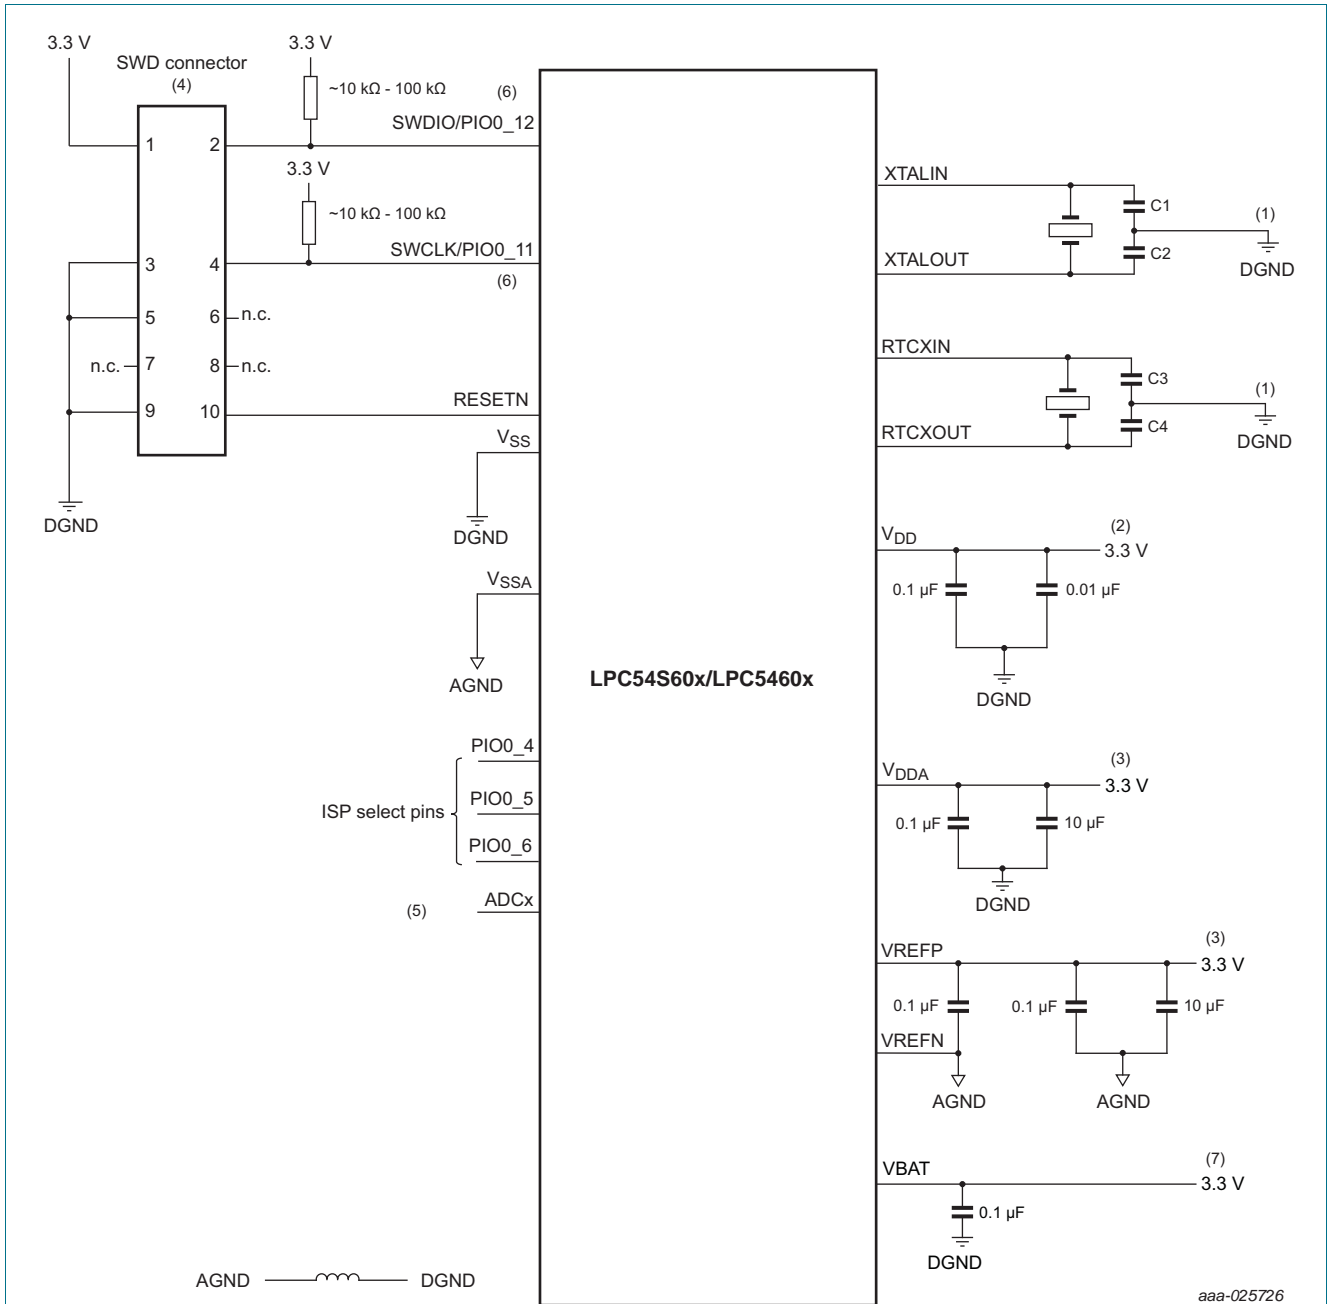 3.3 V
SWD connector
(4)
3.3 V
~10 kΩ - 100 kΩ
(6)
SWDIO/PIO0_12
1
2
3.3 V
~10 kΩ - 100 kΩ
SWCLK/PIO0_11
(6)
3
4
5
6
n.c.
n.c.
7
8
n.c.
9
10
RESETN
VSS
DGND
DGND
VSSA
AGND
PIO0_4
ISP select pins
PIO0_5
PIO0_6
(5)
ADCx
AGND
DGND
LPC54S60x/LPC5460x
XTALIN
C1
(1)
C2
XTALOUT
DGND
RTCXIN
C3
(1)
C4
RTCXOUT
DGND
VDD
(2)
3.3 V
0.1 µF
0.01 µF
DGND
VDDA
(3)
3.3 V
0.1 µF
10 µF
DGND
VREFP
(3)
3.3 V
0.1 µF
0.1 µF
10 µF
VREFN
AGND
AGND
VBAT
(7)
3.3 V
0.1 µF
DGND
aaa-025726